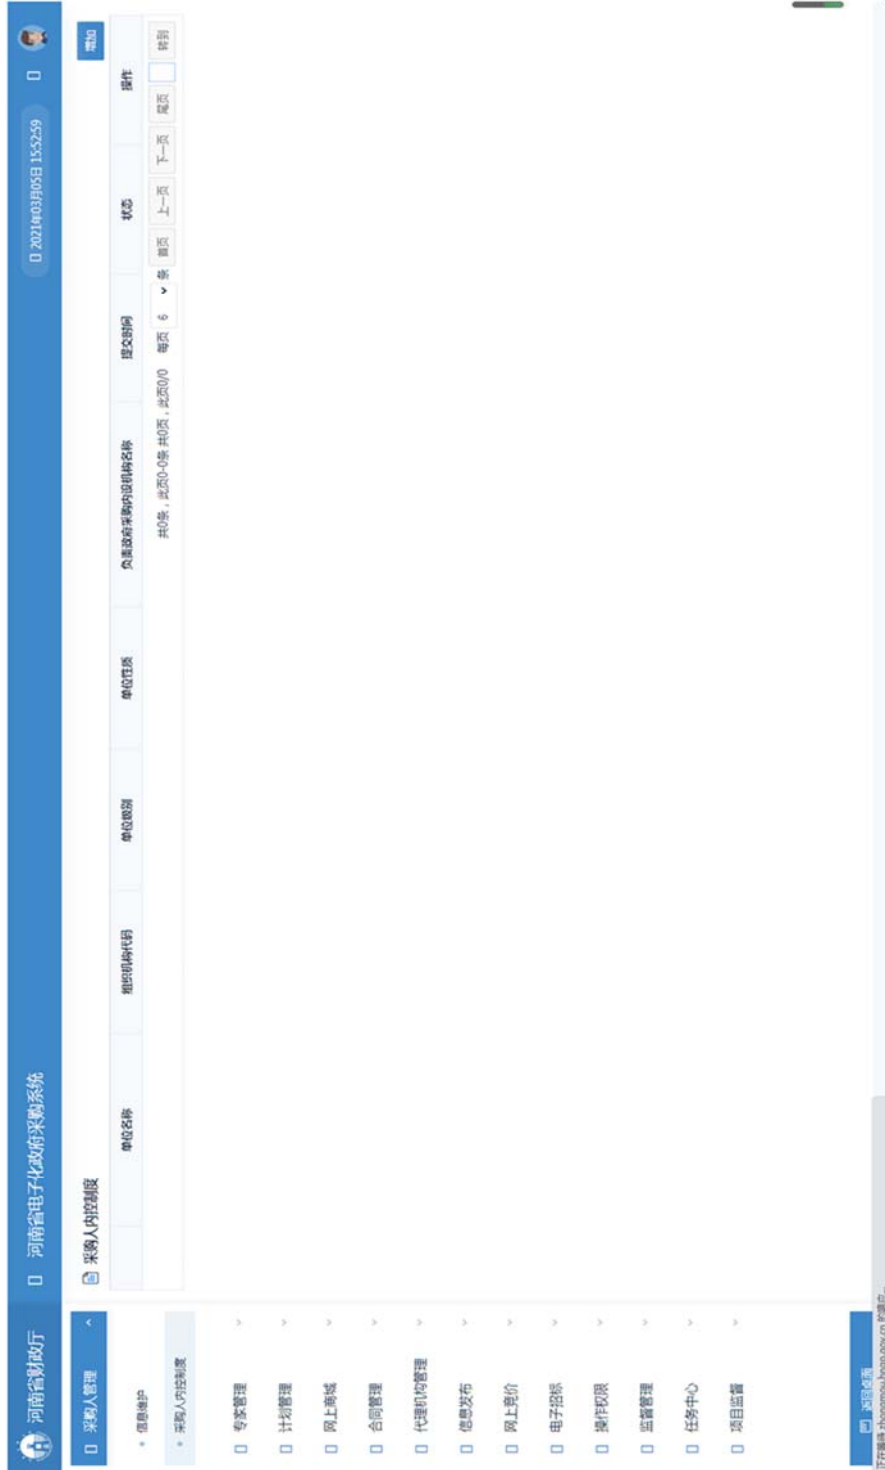 河南省财政厅
河南省电子化政府采购系统
2021年03月05日 15:52:59
采购人管理
信息维护
采购人内控制度
专家管理
计划管理
网上商城
合同管理
代理机构管理
信息发布
网上竞价
电子招标
操作权限
监督管理
任务中心
项目监督
返回桌面
采购人内控制度
增加
单位名称 组织机构代码 单位级别 单位性质 负责政府采购内设机构名称 提交时间 状态 操作
共0条，此页0-0条 共0页，此页0/0 每页 6 条 首页 上一页 下一页 尾页 转到